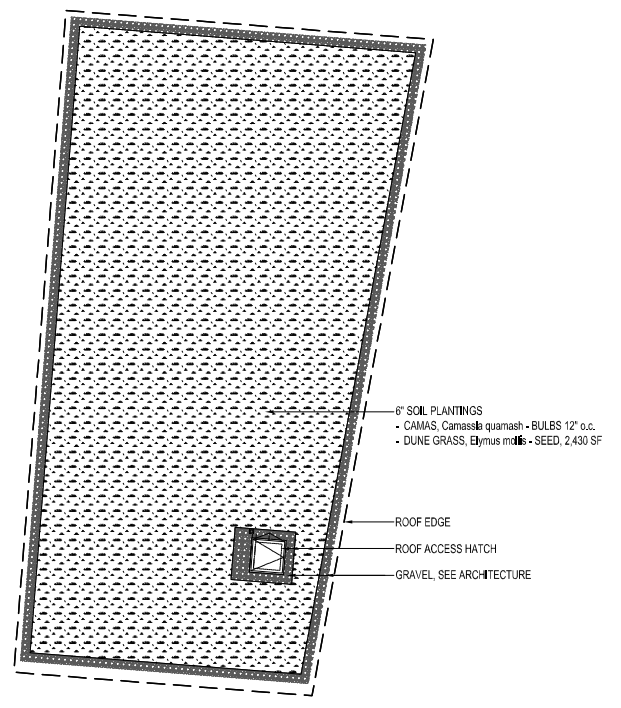 6" SOIL PLANTINGS
- CAMAS, Camassia quamash - BULBS 12" o.c.
- DUNE GRASS, Elymus mollis - SEED, 2,430 SF
ROOF EDGE
ROOF ACCESS HATCH
GRAVEL, SEE ARCHITECTURE